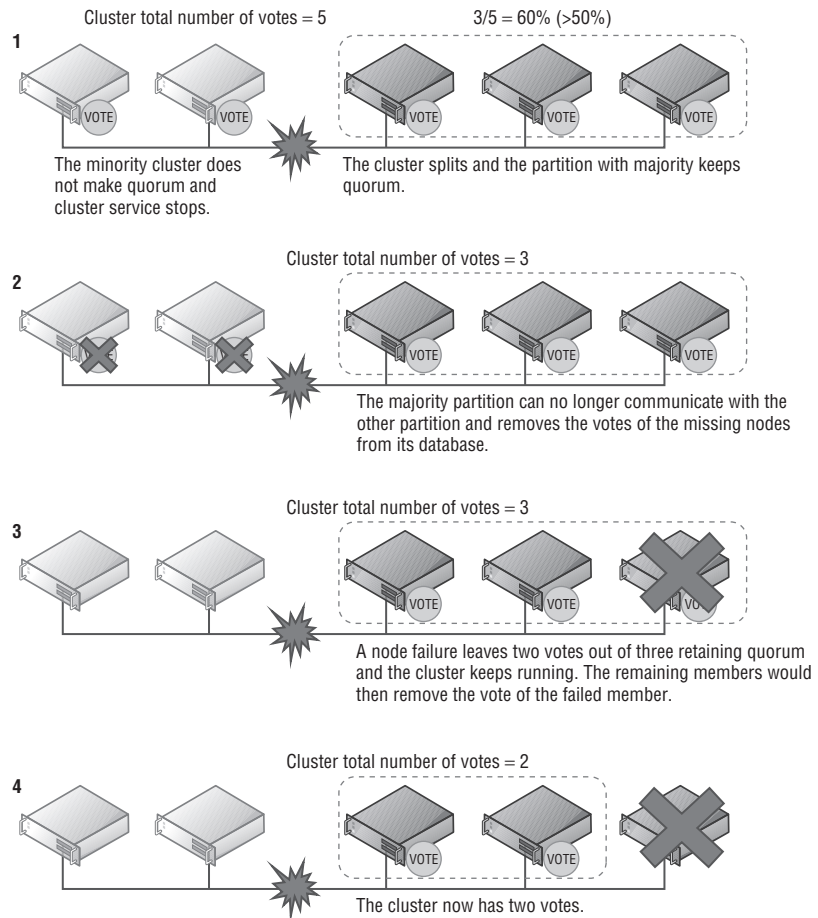 Cluster total number of votes = 5
3/5 = 60% (>50%)
1
VOTE
VOTE
VOTE
VOTE
VOTE
The minority cluster does
not make quorum and
cluster service stops.
The cluster splits and the partition with majority keeps
quorum.
Cluster total number of votes = 3
2
VOTE
VOTE
VOTE
The majority partition can no longer communicate with the
other partition and removes the votes of the missing nodes
from its database.
Cluster total number of votes = 3
3
VOTE
VOTE
A node failure leaves two votes out of three retaining quorum
and the cluster keeps running. The remaining members would
then remove the vote of the failed member.
Cluster total number of votes = 2
4
VOTE
VOTE
The cluster now has two votes.